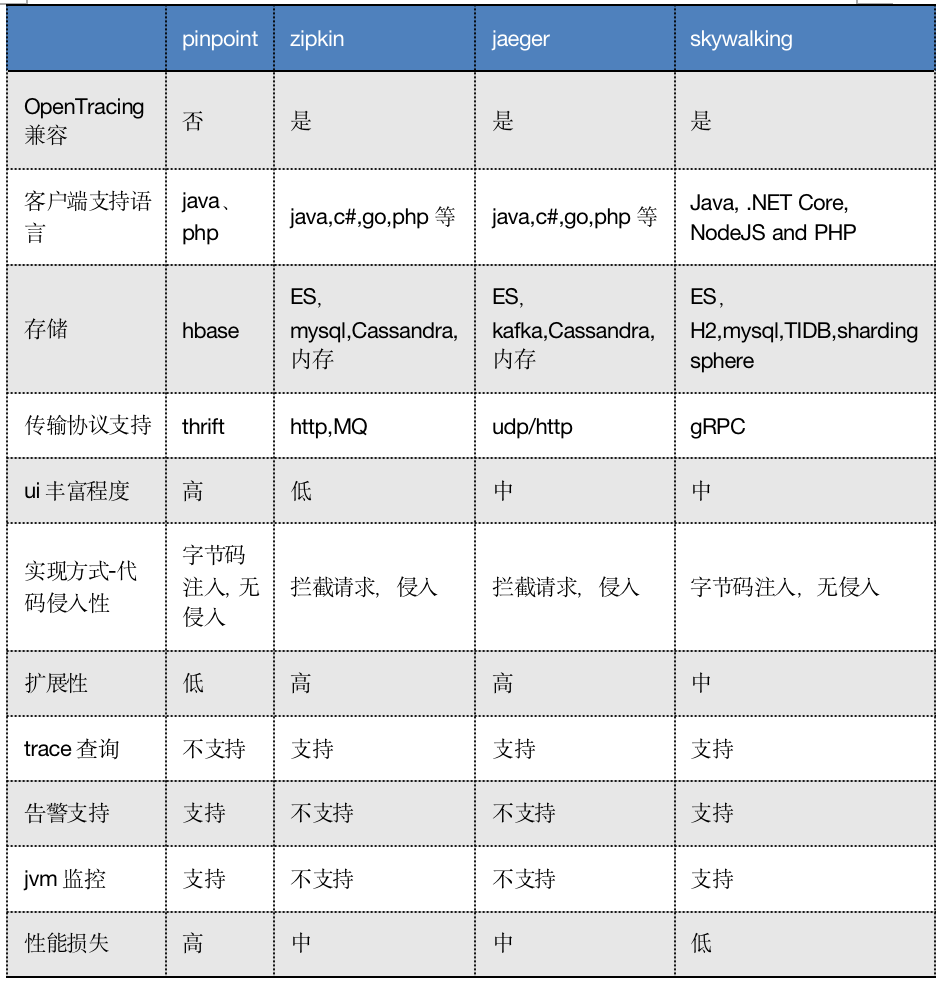 pinpoint zipkin jaeger skywalking
OpenTracing
兼容
否 是 是 是
客户端支持语
言
java、
php
java,c#,go,php 等
java,c#,go,php 等
Java, .NET Core,
NodeJS and PHP
存储
hbase
ES,
mysql,Cassandra,
内存
ES,
kafka,Cassandra,
内存
ES,
H2,mysql,TIDB,sharding
sphere
传输协议支持 thrift http,MQ udp/http gRPC
ui 丰富程度 高 低 中 中
实现方式-代
码侵入性
字节码
注入, 无
侵入
拦截请求, 侵入
拦截请求, 侵入
字节码注入, 无侵入
扩展性 低 高 高 中
trace 查询 不支持 支持 支持 支持
告警支持 支持 不支持 不支持 支持
jvm 监控 支持 不支持 不支持 支持
性能损失 高 中 中 低